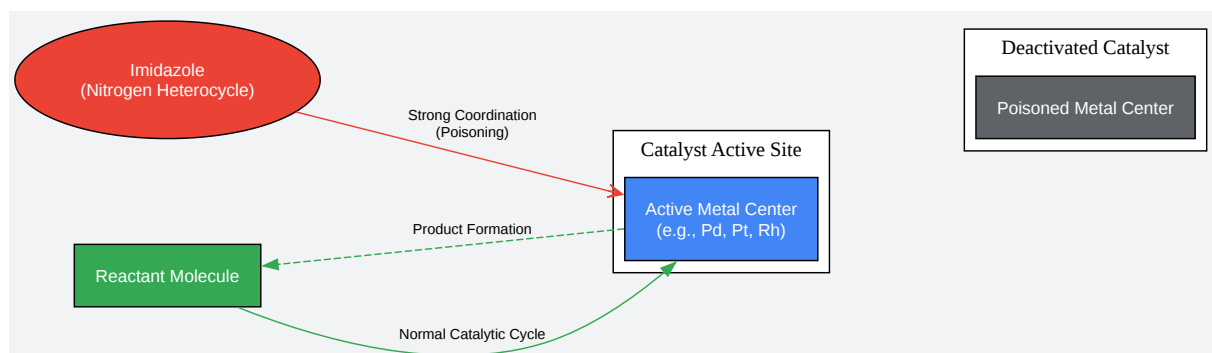 Imidazole
(Nitrogen Heterocycle)
Strong Coordination
(Poisoning)
Deactivated Catalyst
Poisoned Metal Center
Catalyst Active Site
Active Metal Center
(e.g., Pd, Pt, Rh)
Product Formation
Reactant Molecule
Normal Catalytic Cycle